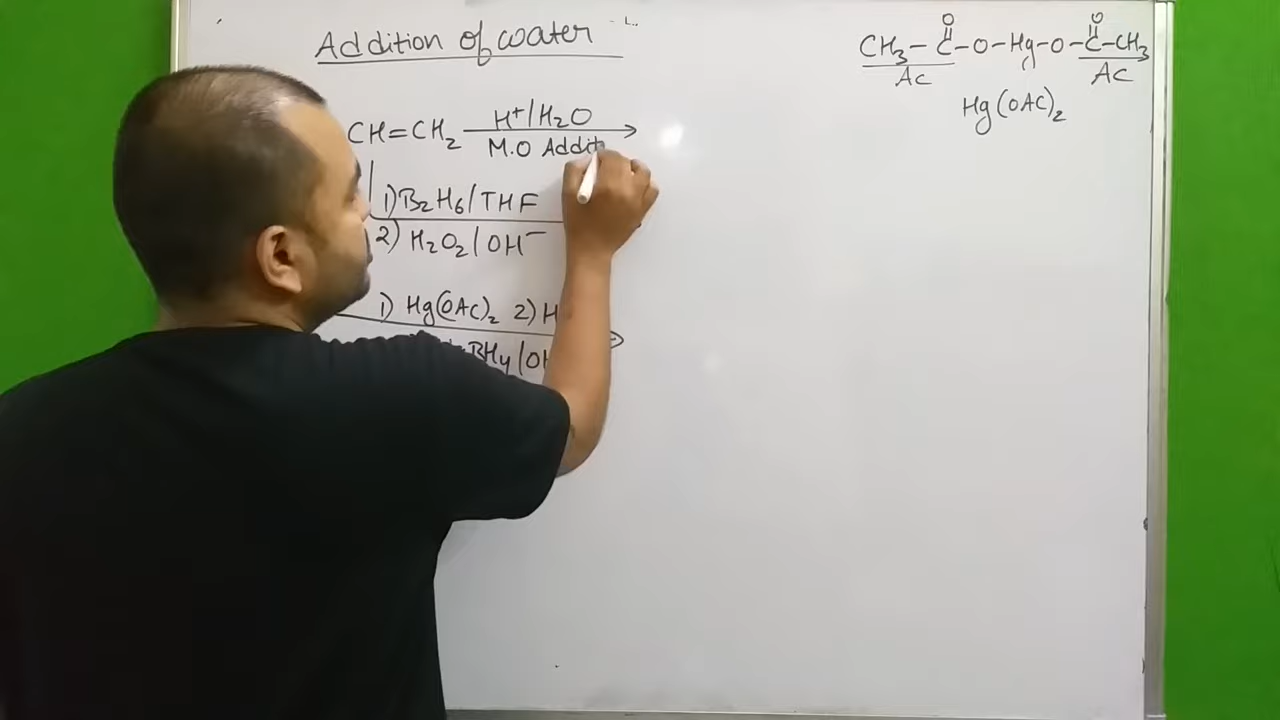 Addition of water
CH=CH₂ H⁺/H₂O
M.O Addit
1) B₂H₆/THF
2) H₂O₂/OH⁻
1) Hg(OAC)₂ 2) H
BH₄/OH
O O
CH₃-C-O-Hg-O-C-CH₃
Ac Ac
Hg(OAC)₂